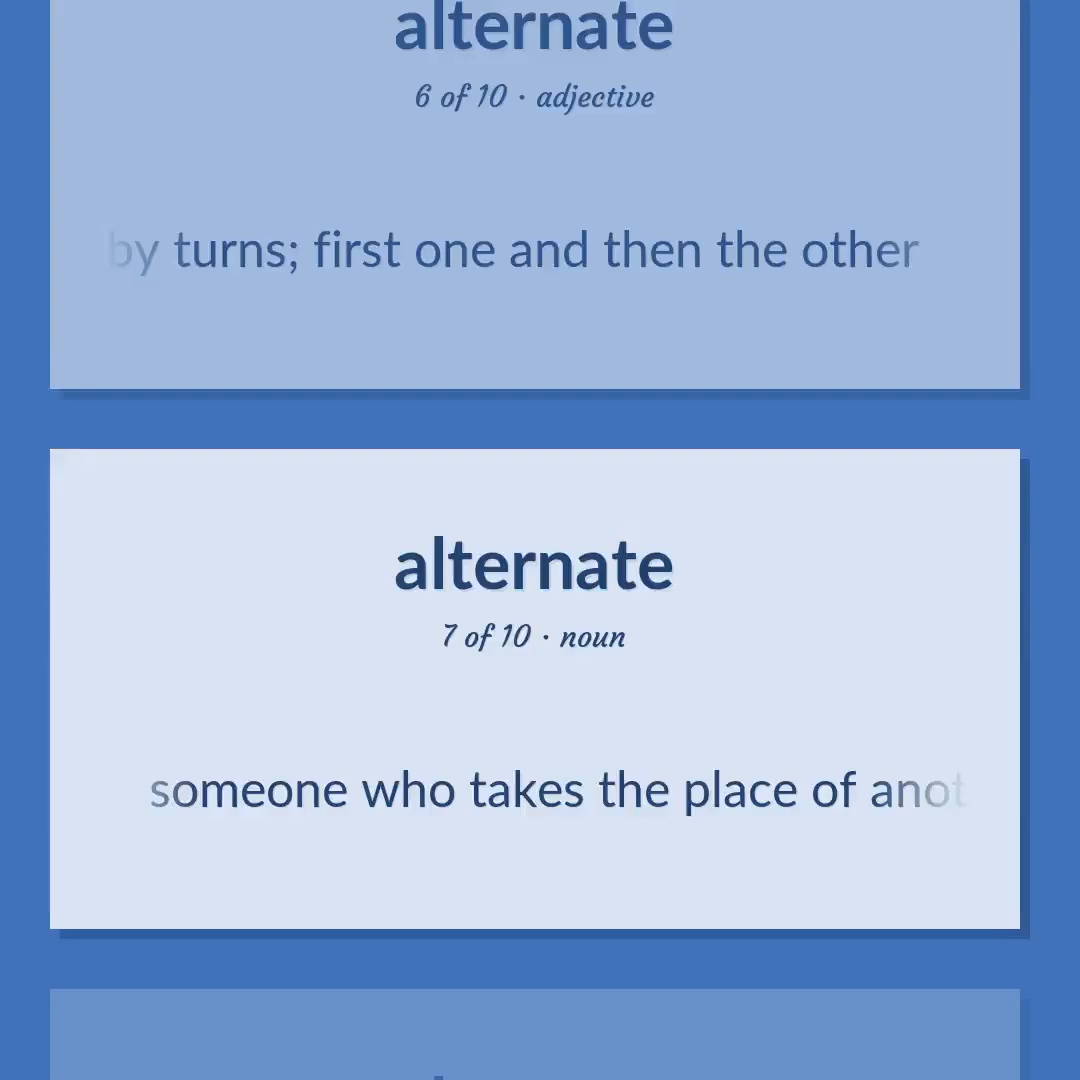 alternate
6 of 10 · adjective
by turns; first one and then the other
alternate
7 of 10 · noun
someone who takes the place of anot